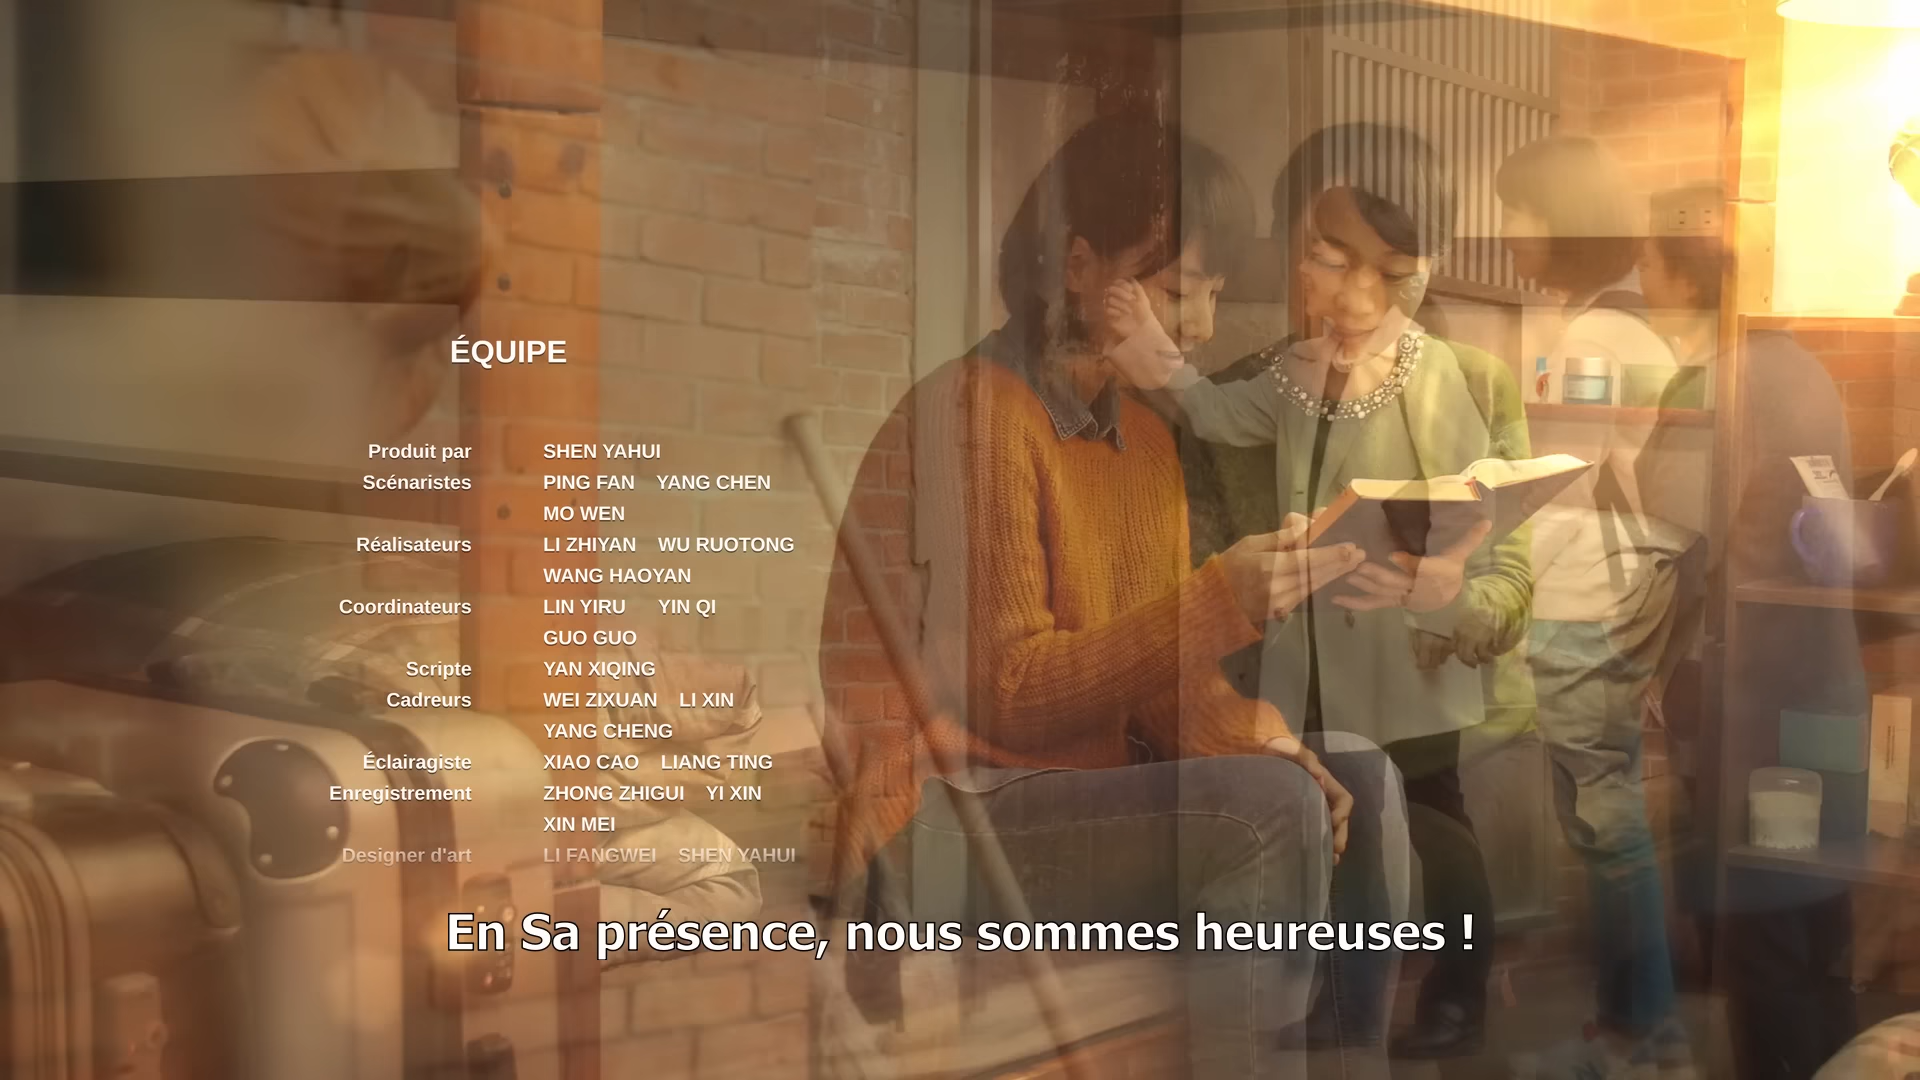 ÉQUIPE
Produit par SHEN YAHUI
Scénaristes PING FAN YANG CHEN
MO WEN
Réalisateurs LI ZHIYAN WU RUOTONG
WANG HAOYAN
Coordinateurs LIN YIRU YIN QI
GUO GUO
Scripte YAN XIQING
Cadreurs WEI ZIXUAN LI XIN
YANG CHENG
Éclairagiste XIAO CAO LIANG TING
Enregistrement ZHONG ZHIGUI YI XIN
XIN MEI
Designer d'art LI FANGWEI SHEN YAHUI
En Sa présence, nous sommes heureuses !